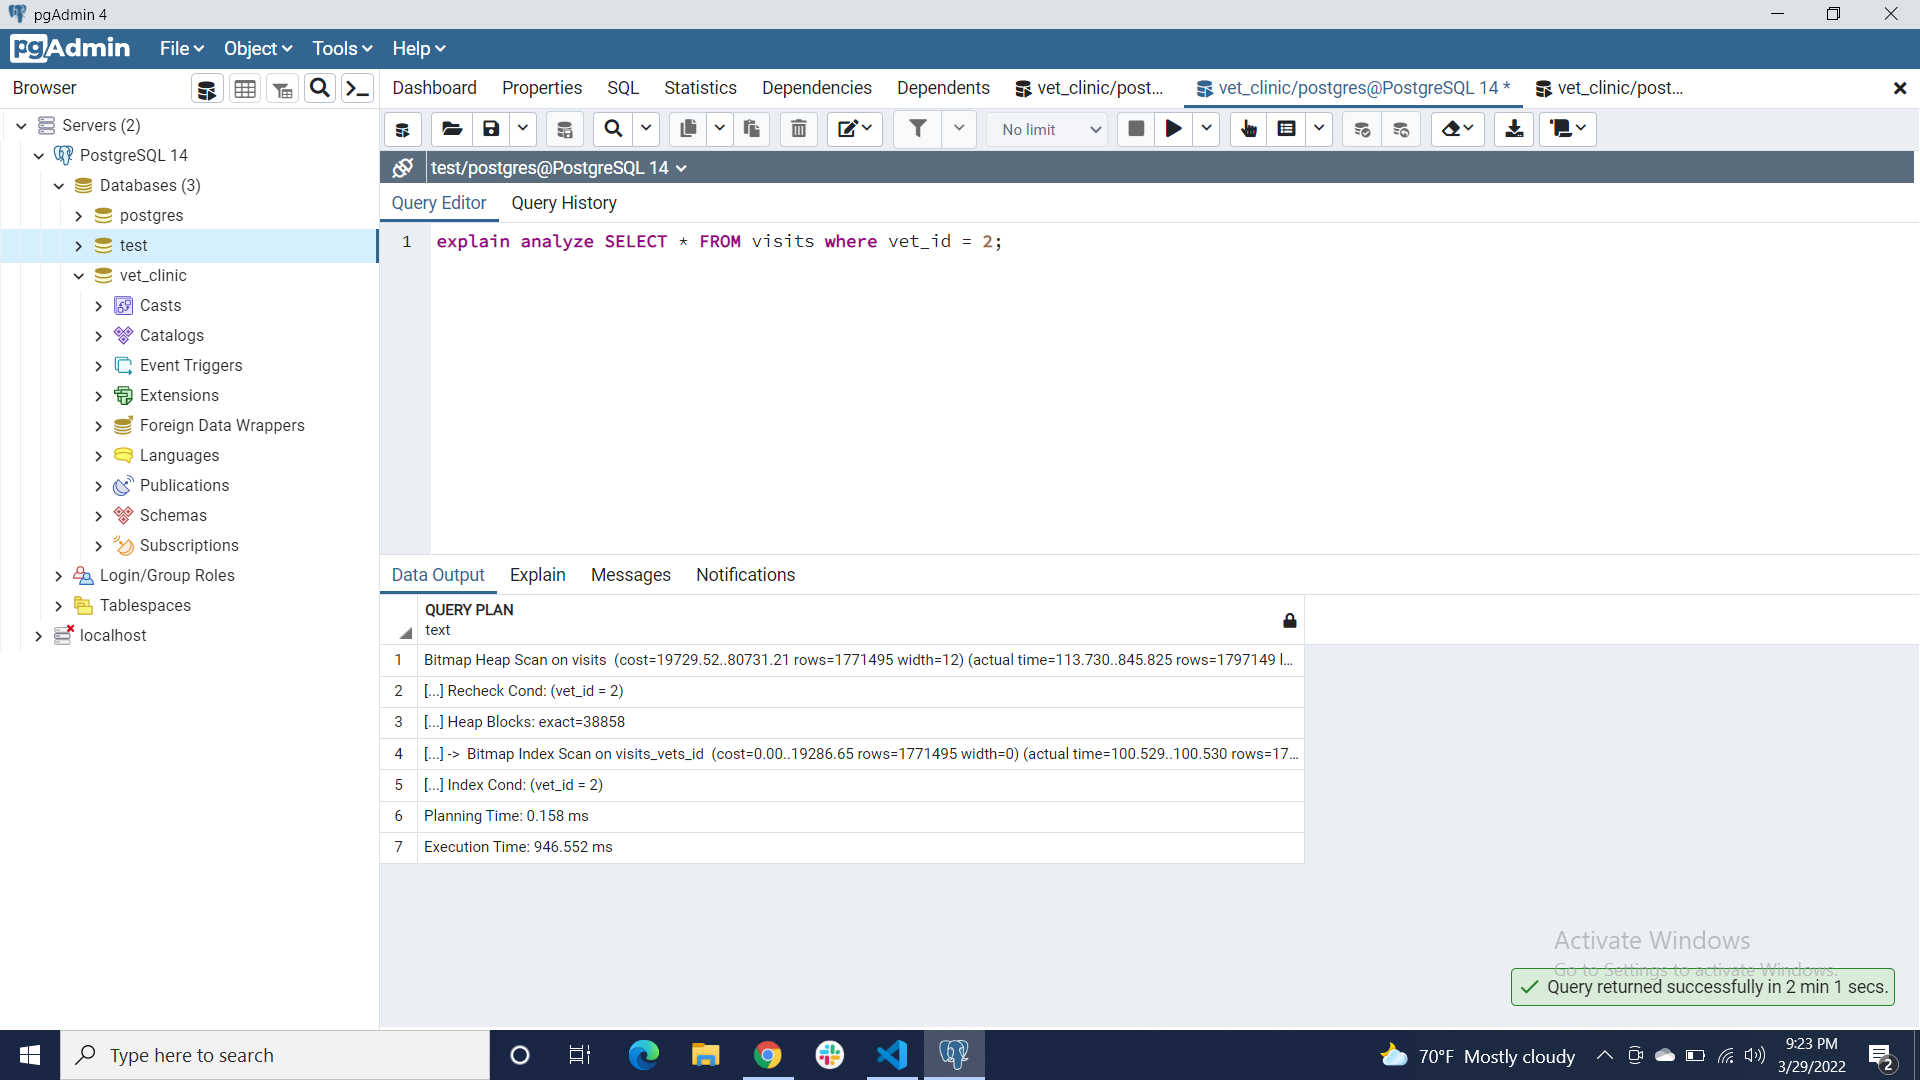 pgAdmin 4
pgAdmin File Object Tools Help
Browser
Dashboard Properties SQL Statistics Dependencies Dependents vet_clinic/post... vet_clinic/postgres@PostgreSQL 14 * vet_clinic/post...
No limit
test/postgres@PostgreSQL 14
Query Editor Query History
1 explain analyze SELECT * FROM visits where vet_id = 2;
Servers (2)
PostgreSQL 14
Databases (3)
postgres
test
vet_clinic
Casts
Catalogs
Event Triggers
Extensions
Foreign Data Wrappers
Languages
Publications
Schemas
Subscriptions
Login/Group Roles
Tablespaces
localhost
Data Output Explain Messages Notifications
QUERY PLAN
text
1 Bitmap Heap Scan on visits (cost=19729.52..80731.21 rows=1771495 width=12) (actual time=113.730..845.825 rows=1797149 l...
2 [...] Recheck Cond: (vet_id = 2)
3 [...] Heap Blocks: exact=38858
4 [...] -> Bitmap Index Scan on visits_vets_id (cost=0.00..19286.65 rows=1771495 width=0) (actual time=100.529..100.530 rows=17...
5 [...] Index Cond: (vet_id = 2)
6 Planning Time: 0.158 ms
7 Execution Time: 946.552 ms
Activate Windows
Go to Settings to activate Windows.
Query returned successfully in 2 min 1 secs.
Type here to search
70°F Mostly cloudy
9:23 PM
3/29/2022
2